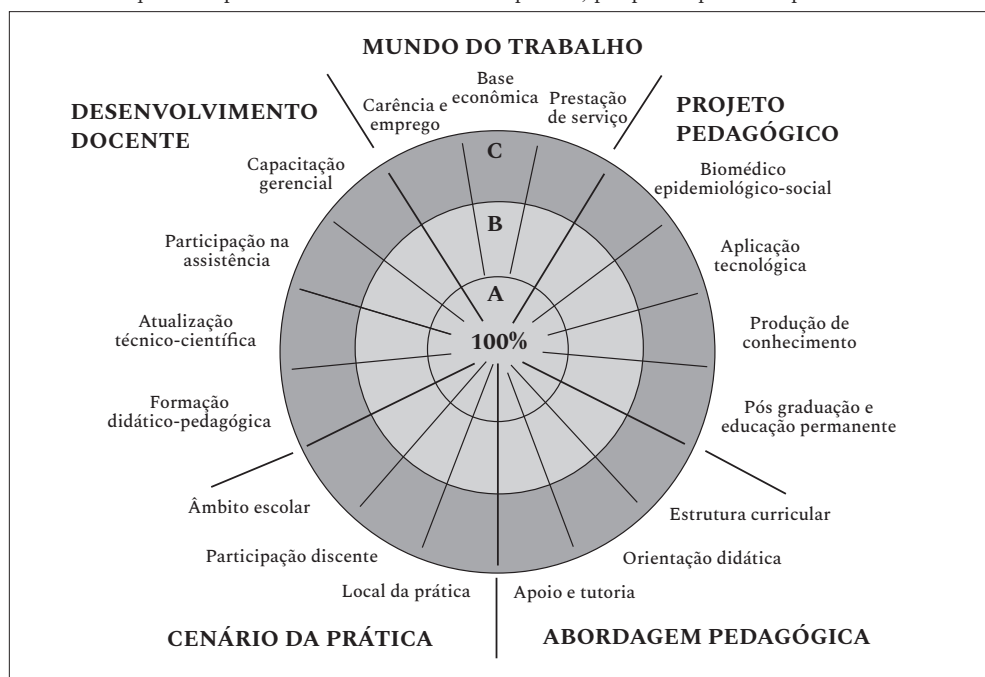 MUNDO DO TRABALHO
Base
econômica
Carência e
emprego
Prestação
de serviço
DESENVOLVIMENTO
DOCENTE
PROJETO
PEDAGÓGICO
Capacitação
gerencial
Participação na
assistência
Atualização
técnico-científica
Formação
didático-pedagógica
Biomédico
epidemiológico-social
Aplicação
tecnológica
Produção de
conhecimento
Pós graduação e
educação permanente
C
B
A
100%
Âmbito escolar
Participação discente
Local da prática
Estrutura curricular
Orientação didática
Apoio e tutoria
CENÁRIO DA PRÁTICA
ABORDAGEM PEDAGÓGICA